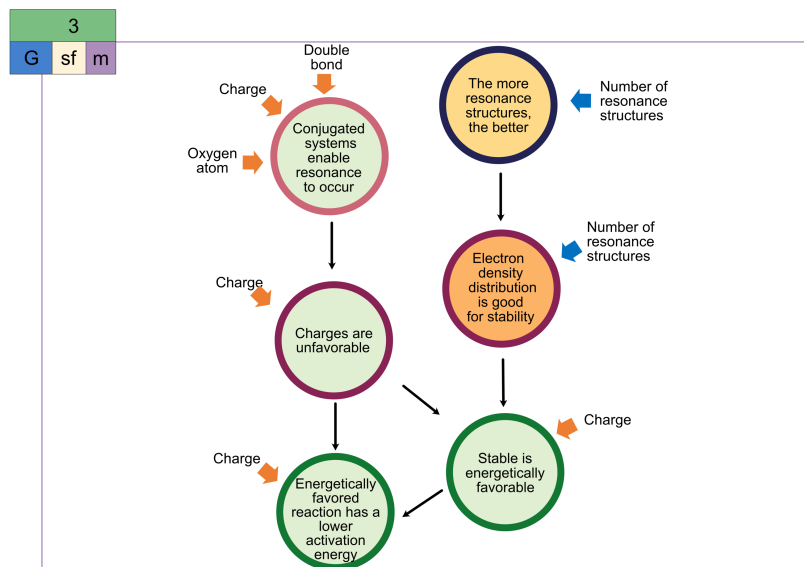 3
G sf m
Double
bond
Charge
Oxygen
atom
Conjugated
systems
enable
resonance
to occur
The more
resonance
structures,
the better
Number of
resonance
structures
Number of
resonance
structures
Electron
density
distribution
is good
for stability
Charge
Charges are
unfavorable
Charge
Stable is
energetically
favorable
Charge
Energetically
favored
reaction has a
lower
activation
energy